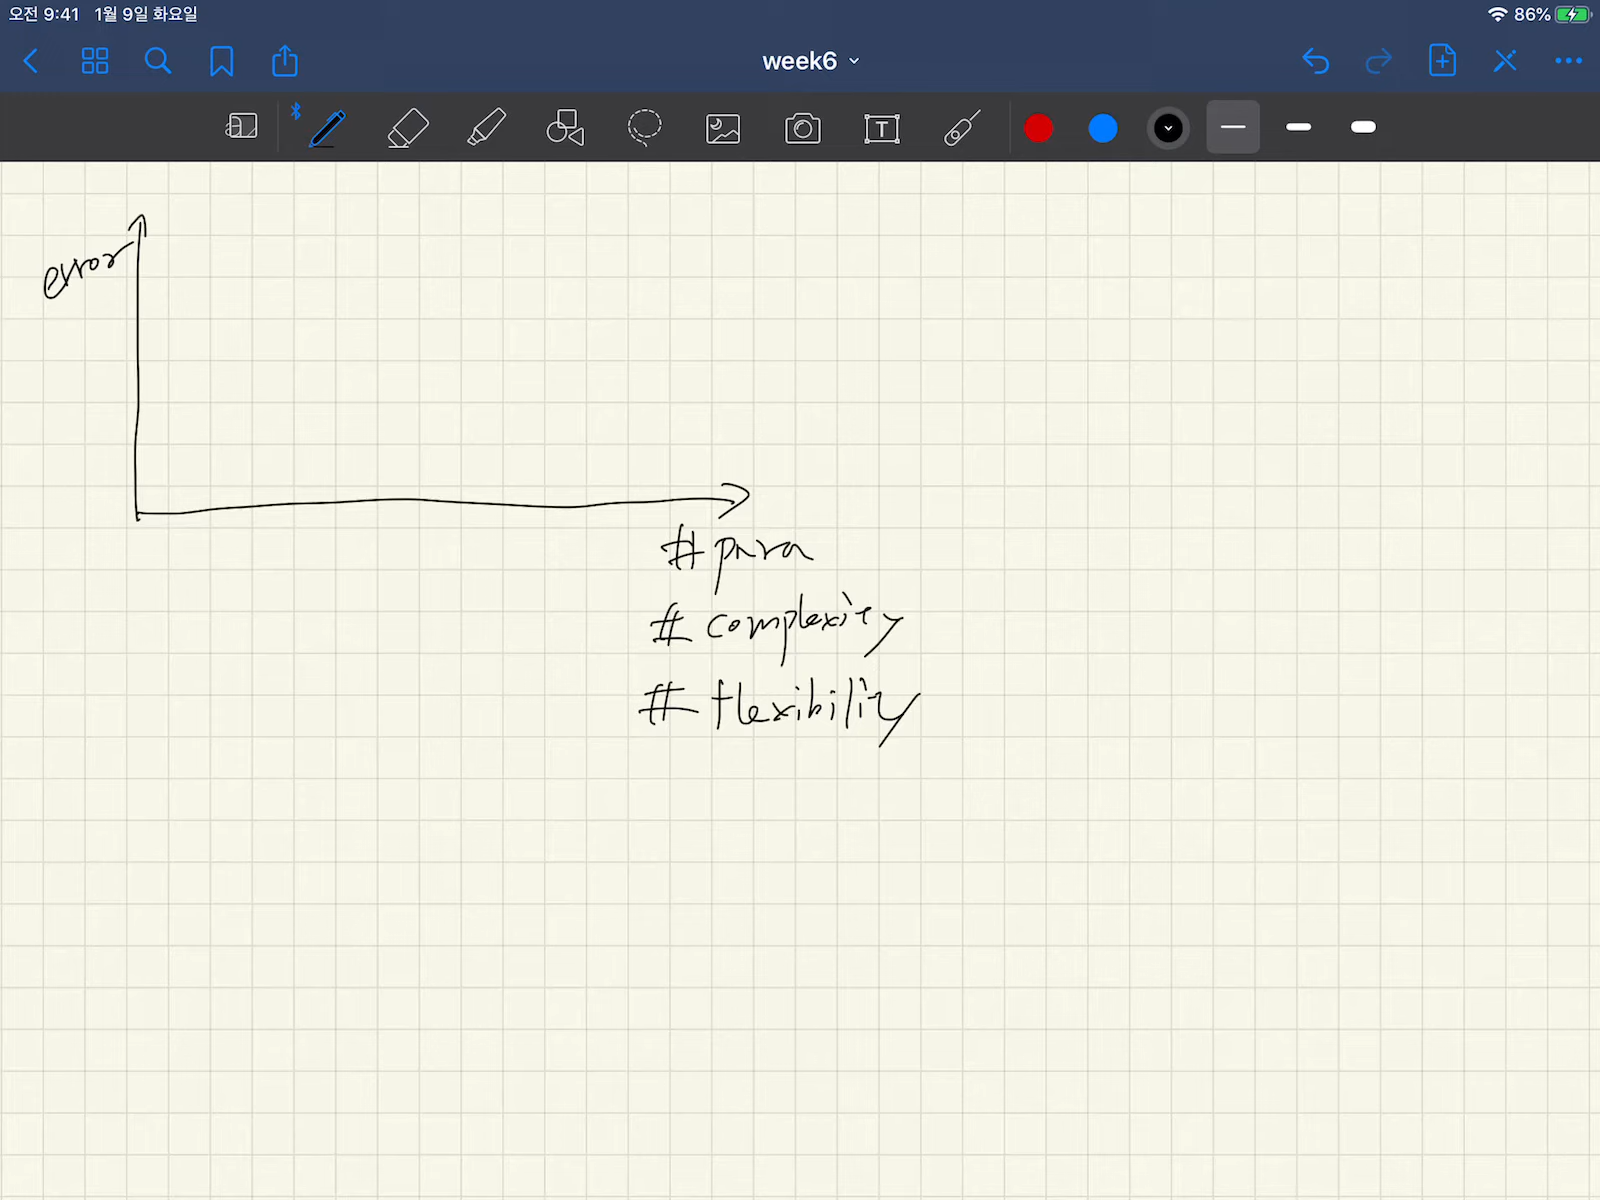 오전 9:41 1월 9일 화요일
86%
week6
T
error
#para
# complexity
# flexibility